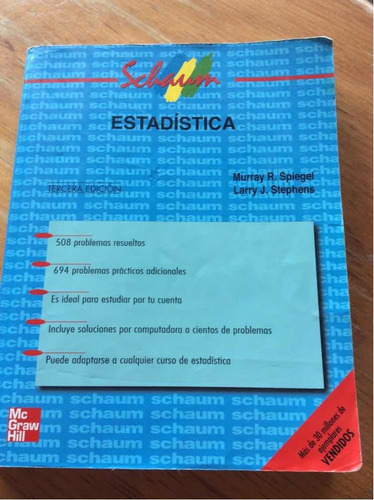 Schaum
ESTADÍSTICA
Murray R. Spiegel
Larry J. Stephens
TERCERA EDICIÓN
508 problemas resueltos
694 problemas prácticos adicionales
Es ideal para estudiar por tu cuenta
Incluye soluciones por computadora a cientos de problemas
Puede adaptarse a cualquier curso de estadística
Mc
Graw
Hill
Más de 30 millones de
ejemplares
VENDIDOS